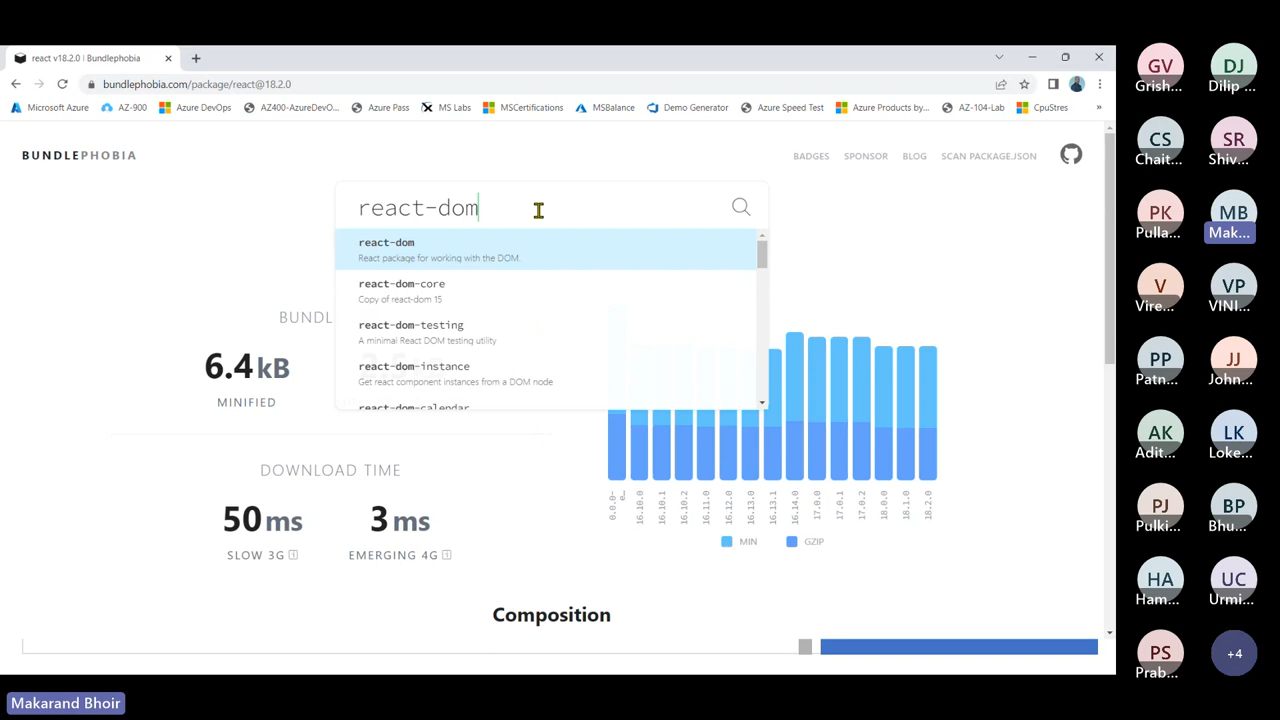 react v18.2.0 | Bundlephobia
bundlephobia.com/package/react@18.2.0
Microsoft Azure
AZ-900
Azure DevOps
AZ400-AzureDevO...
Azure Pass
MS Labs
MSCertifications
MSBalance
Demo Generator
Azure Speed Test
Azure Products by...
AZ-104-Lab
CpuStres
»
BUNDLEPHOBIA
BADGES
SPONSOR
BLOG
SCAN PACKAGE.JSON
react-dom
react-dom
React package for working with the DOM.
react-dom-core
Copy of react-dom 15
react-dom-testing
A minimal React DOM testing utility
react-dom-instance
Get react component instances from a DOM node
react-dom-calendar
BUNDL
6.4 kB
MINIFIED
DOWNLOAD TIME
50 ms
3 ms
SLOW 3G
EMERGING 4G
0.0.0-e...
16.10.0
16.10.1
16.10.2
16.11.0
16.12.0
16.13.0
16.13.1
16.14.0
17.0.0
17.0.1
17.0.2
18.0.0
18.1.0
18.2.0
MIN
GZIP
Composition
GV
Grish...
DJ
Dilip ...
CS
Chait...
SR
Shiv...
PK
Pulla...
MB
Mak...
V
Vire...
VP
VINI...
PP
Patn...
JJ
John...
AK
Adit...
LK
Loke...
PJ
Pulki...
BP
Bhu...
HA
Ham...
UC
Urmi...
PS
Prab...
+4
Makarand Bhoir